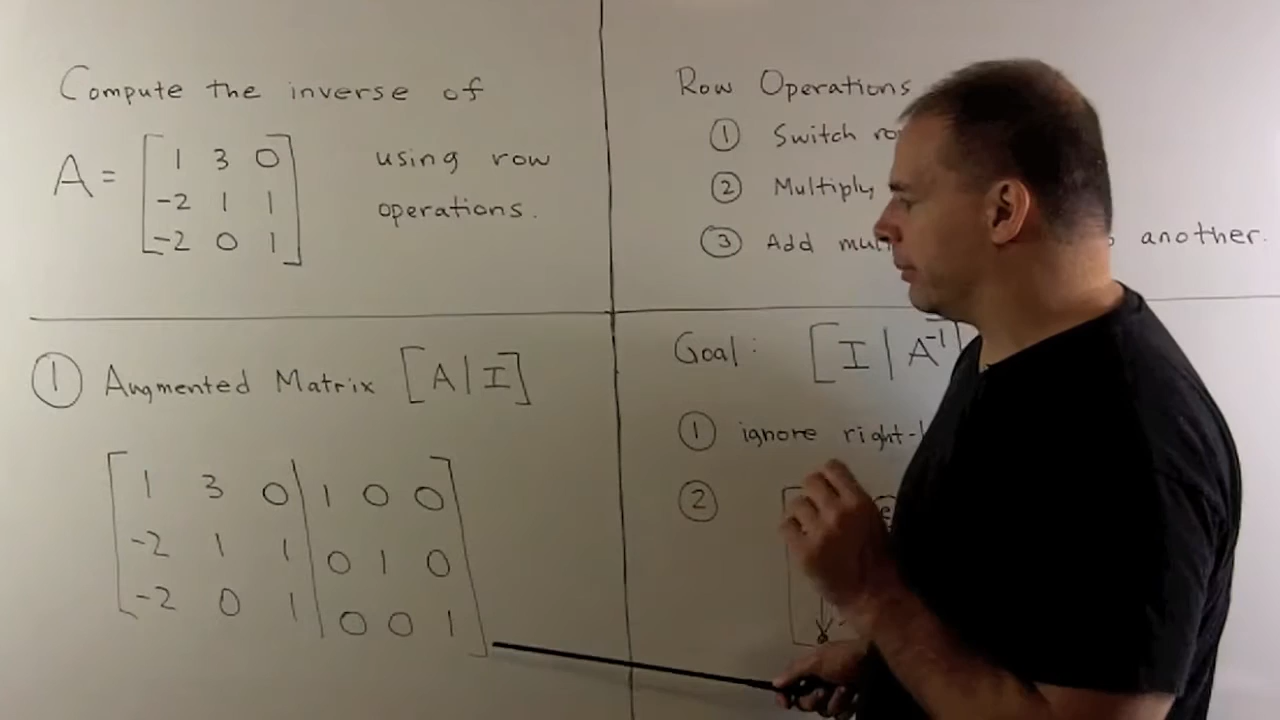 Compute the inverse of
A = [ 1 3 0
-2 1 1
-2 0 1 ]
using row
operations.
Row Operations
① Switch
② Multiply
③ Add another.
① Augmented Matrix [A | I]
1 3 0 | 1 0 0
-2 1 1 | 0 1 0
-2 0 1 | 0 0 1
Goal: [I | A⁻¹]
① ignore right-
②